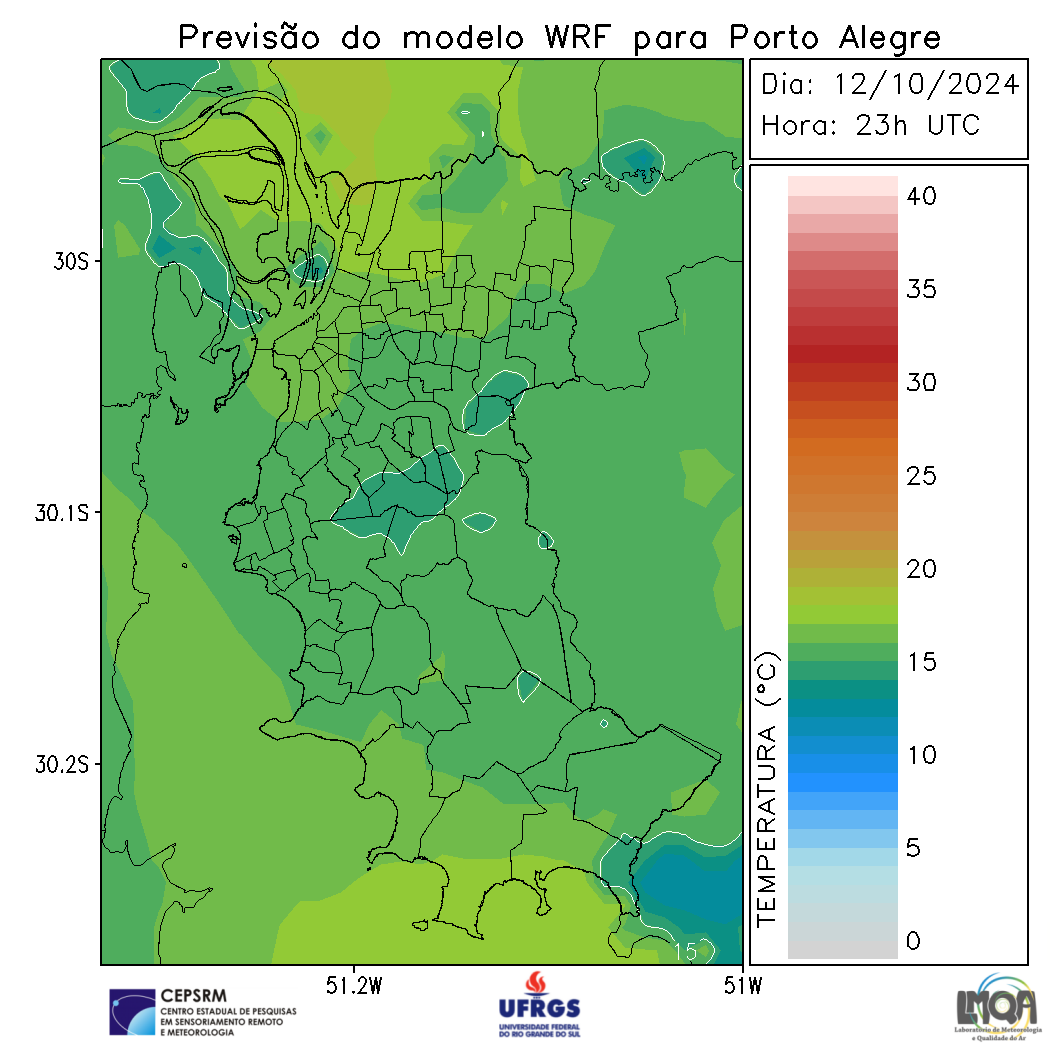 Previsão do modelo WRF para Porto Alegre
Dia: 12/10/2024
Hora: 23h UTC
30S
30.1S
30.2S
51.2W
51W
15
TEMPERATURA (°C)
40
35
30
25
20
15
10
5
0
CEPSRM
CENTRO ESTADUAL DE PESQUISAS
EM SENSORIAMENTO REMOTO
E METEOROLOGIA
UFRGS
UNIVERSIDADE FEDERAL
DO RIO GRANDE DO SUL
LMQA
Laboratório de Meteorologia
e Qualidade do Ar